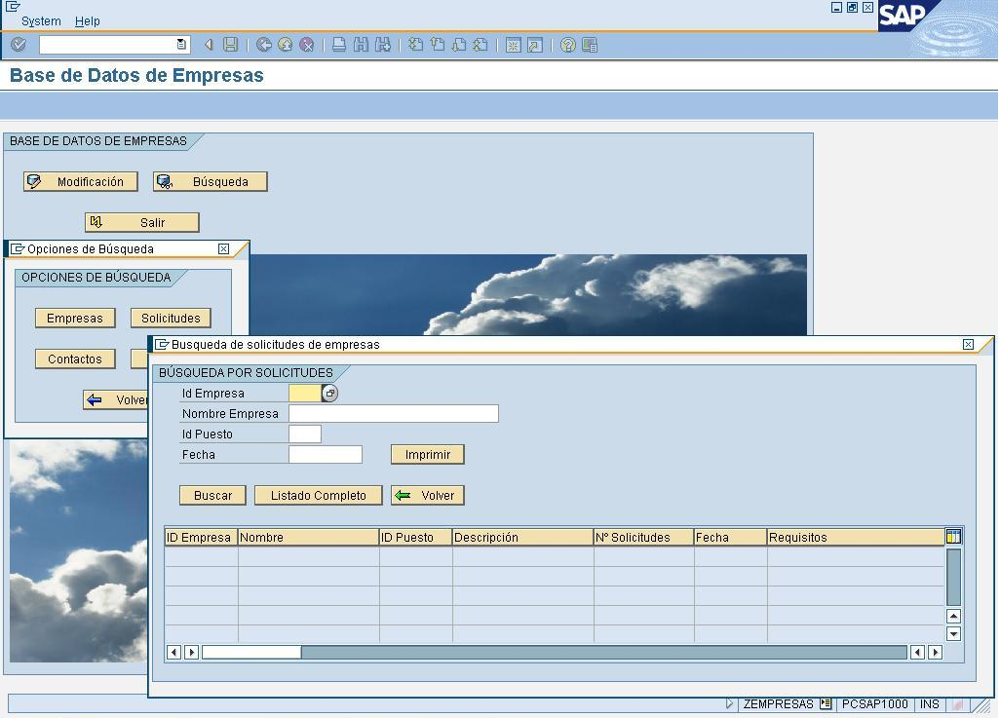 System Help
SAP
Base de Datos de Empresas
BASE DE DATOS DE EMPRESAS
Modificación Búsqueda
Salir
Opciones de Búsqueda
OPCIONES DE BÚSQUEDA
Empresas Solicitudes
Contactos
Volver
Busqueda de solicitudes de empresas
BÚSQUEDA POR SOLICITUDES
Id Empresa
Nombre Empresa
Id Puesto
Fecha Imprimir
Buscar Listado Completo Volver
ID Empresa Nombre ID Puesto Descripción Nº Solicitudes Fecha Requisitos
ZEMPRESAS PCSAP1000 INS